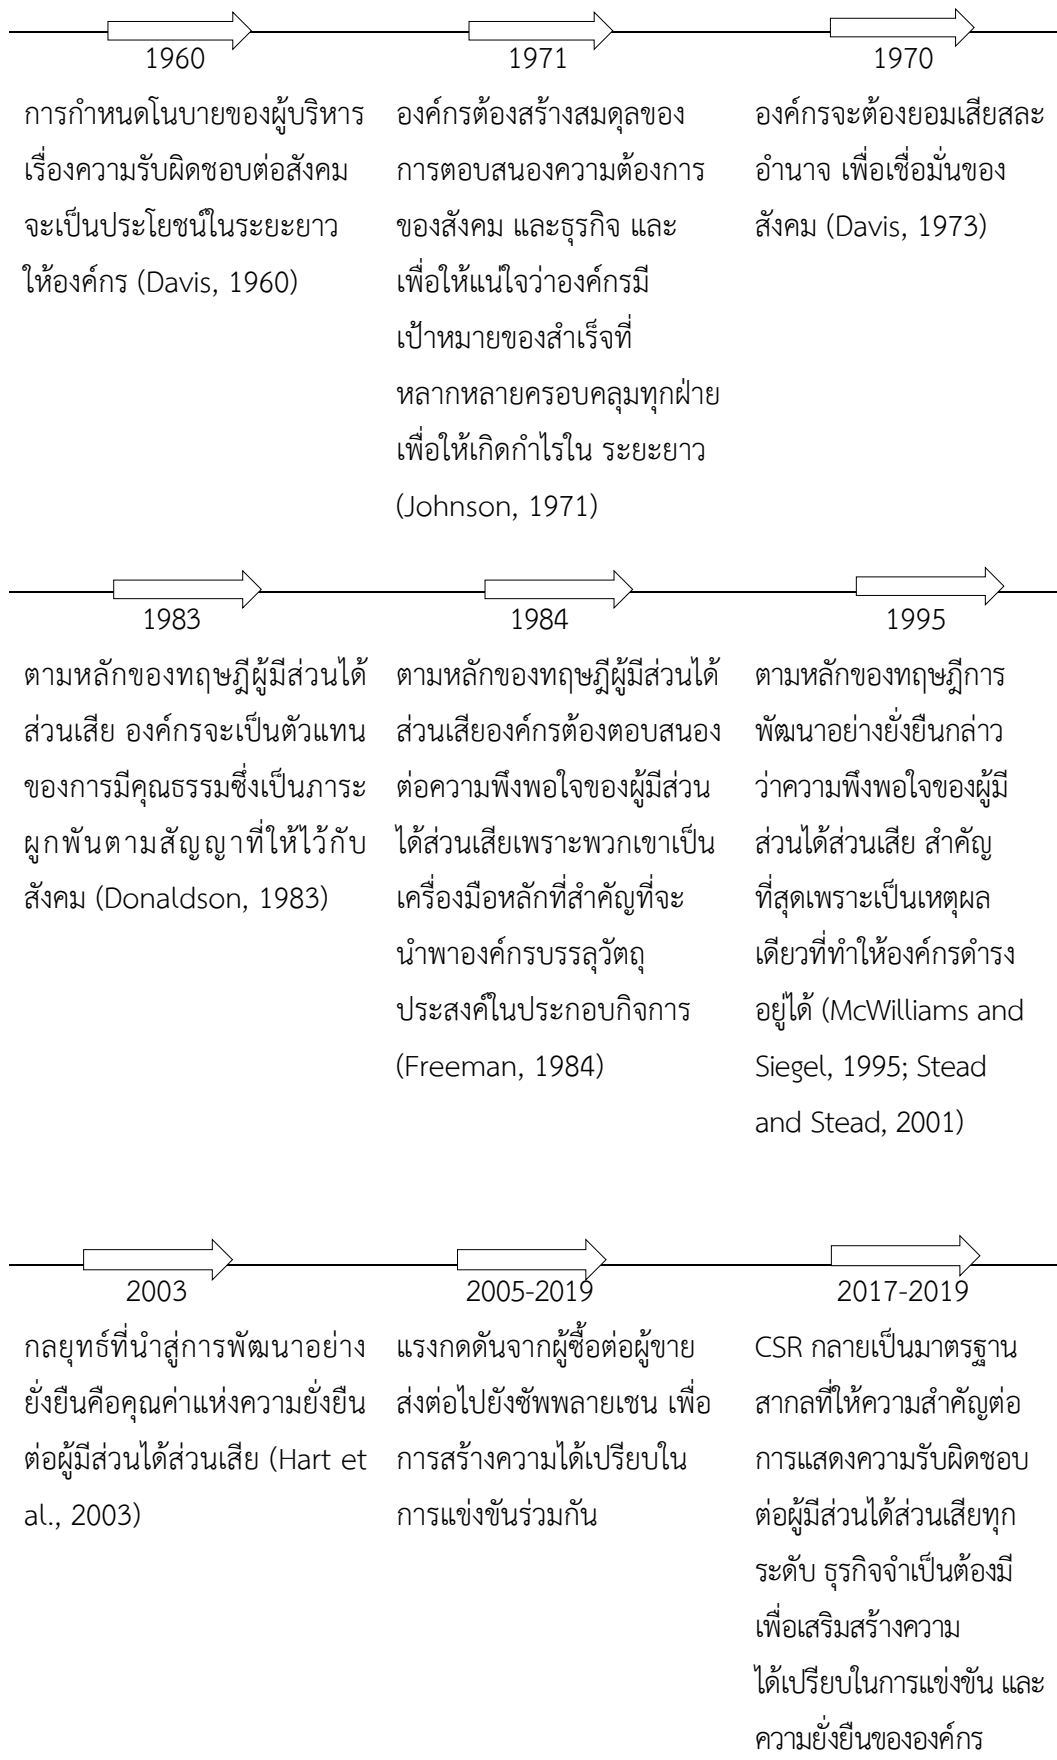 1960
การกำหนดโนบายของผู้บริหาร
เรื่องความรับผิดชอบต่อสังคม
จะเป็นประโยชน์ในระยะยาว
ให้องค์กร (Davis, 1960)
1971
องค์กรต้องสร้างสมดุลของ
การตอบสนองความต้องการ
ของสังคม และธุรกิจ และ
เพื่อให้แน่ใจว่าองค์กรมี
เป้าหมายของสำเร็จที่
หลากหลายครอบคลุมทุกฝ่าย
เพื่อให้เกิดกำไรใน ระยะยาว
(Johnson, 1971)
1970
องค์กรจะต้องยอมเสียสละ
อำนาจ เพื่อเชื่อมั่นของ
สังคม (Davis, 1973)
1983
ตามหลักของทฤษฎีผู้มีส่วนได้
ส่วนเสีย องค์กรจะเป็นตัวแทน
ของการมีคุณธรรมซึ่งเป็นภาระ
ผูกพันตามสัญญาที่ให้ไว้กับ
สังคม (Donaldson, 1983)
1984
ตามหลักของทฤษฎีผู้มีส่วนได้
ส่วนเสียองค์กรต้องตอบสนอง
ต่อความพึงพอใจของผู้มีส่วน
ได้ส่วนเสียเพราะพวกเขาเป็น
เครื่องมือหลักที่สำคัญที่จะ
นำพาองค์กรบรรลุวัตถุ
ประสงค์ในประกอบกิจการ
(Freeman, 1984)
1995
ตามหลักของทฤษฎีการ
พัฒนาอย่างยั่งยืนกล่าว
ว่าความพึงพอใจของผู้มี
ส่วนได้ส่วนเสีย สำคัญ
ที่สุดเพราะเป็นเหตุผล
เดียวที่ทำให้องค์กรดำรง
อยู่ได้ (McWilliams and
Siegel, 1995; Stead
and Stead, 2001)
2003
กลยุทธ์ที่นำสู่การพัฒนาอย่าง
ยั่งยืนคือคุณค่าแห่งความยั่งยืน
ต่อผู้มีส่วนได้ส่วนเสีย (Hart et
al., 2003)
2005-2019
แรงกดดันจากผู้ซื้อต่อผู้ขาย
ส่งต่อไปยังซัพพลายเชน เพื่อ
การสร้างความได้เปรียบใน
การแข่งขันร่วมกัน
2017-2019
CSR กลายเป็นมาตรฐาน
สากลที่ให้ความสำคัญต่อ
การแสดงความรับผิดชอบ
ต่อผู้มีส่วนได้ส่วนเสียทุก
ระดับ ธุรกิจจำเป็นต้องมี
เพื่อเสริมสร้างความ
ได้เปรียบในการแข่งขัน และ
ความยั่งยืนขององค์กร